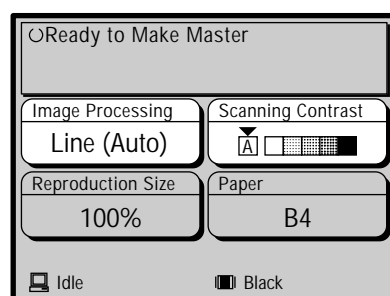 Ready to Make Master
Image Processing
Line (Auto)
Scanning Contrast
A
Reproduction Size
100%
Paper
B4
Idle
Black